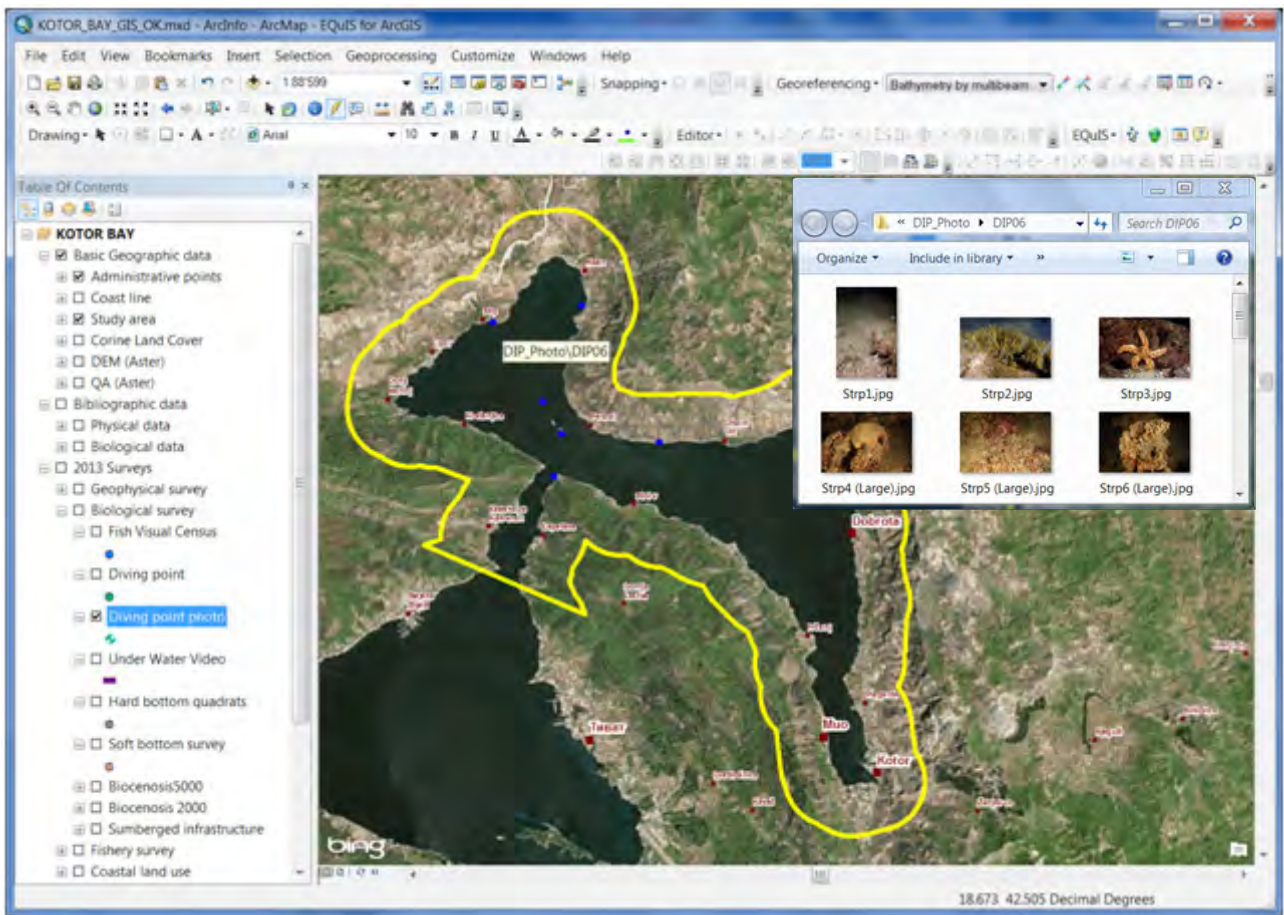 KOTOR_BAY_GIS_OK.mxd - ArcInfo - ArcMap - EQuIS for ArcGIS
File Edit View Bookmarks Insert Selection Geoprocessing Customize Windows Help
1:88'599 Snapping Georeferencing Bathymetry by multibeam
Drawing A Arial 10 B I U A Editor EQuIS
Table Of Contents
KOTOR BAY
Basic Geographic data
Administrative points
Coast line
Study area
Corine Land Cover
DEM (Aster)
QA (Aster)
Bibliographic data
Physical data
Biological data
2013 Surveys
Geophysical survey
Biological survey
Fish Visual Census
Diving point
Diving point photo
Under Water Video
Hard bottom quadrats
Soft bottom survey
Biocenosis5000
Biocenosis 2000
Sumberged infrastructure
Fishery survey
Coastal land use
DIP_Photo\DIP06
Dobrota
Тиват
Muo
Kotor
bing
« DIP_Photo DIP06 Search DIP06
Organize Include in library »
Strp1.jpg Strp2.jpg Strp3.jpg
Strp4 (Large).jpg Strp5 (Large).jpg Strp6 (Large).jpg
18.673 42.505 Decimal Degrees